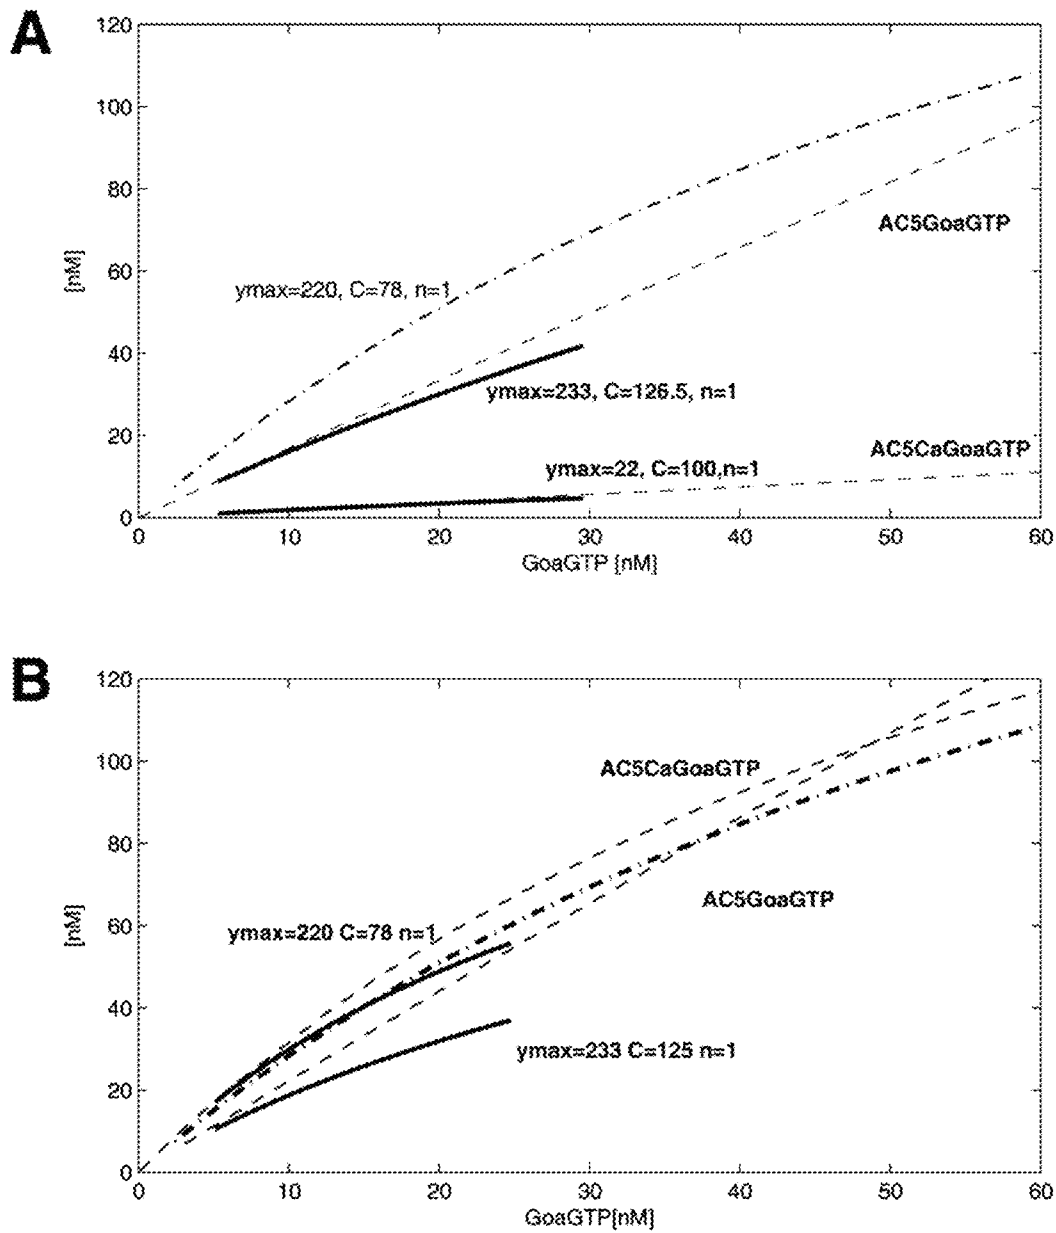 A
120
100
80
60
40
20
0
[nM]
AC5GoaGTP
ymax=220, C=78, n=1
ymax=233, C=126.5, n=1
AC5CaGoaGTP
ymax=22, C=100,n=1
0 10 20 30 40 50 60
GoaGTP [nM]
B
120
100
80
60
40
20
0
[nM]
AC5CaGoaGTP
AC5GoaGTP
ymax=220 C=78 n=1
ymax=233 C=125 n=1
0 10 20 30 40 50 60
GoaGTP[nM]